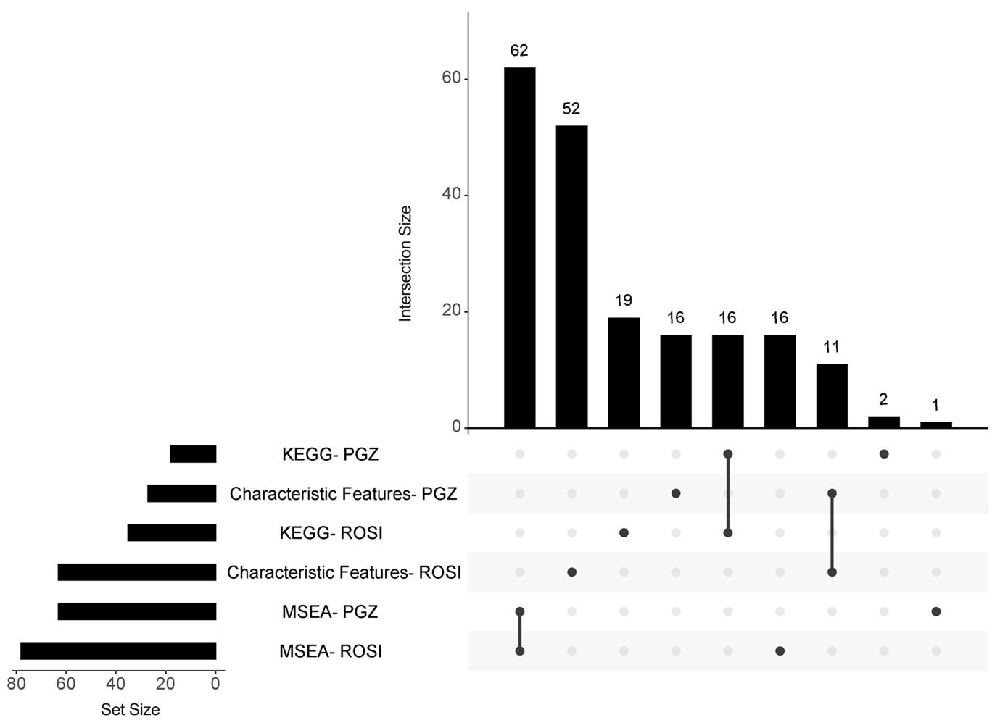 62
60
52
40
Intersection Size
19
20
16
16
16
11
2
1
0
KEGG- PGZ
Characteristic Features- PGZ
KEGG- ROSI
Characteristic Features- ROSI
MSEA- PGZ
MSEA- ROSI
80 60 40 20 0
Set Size